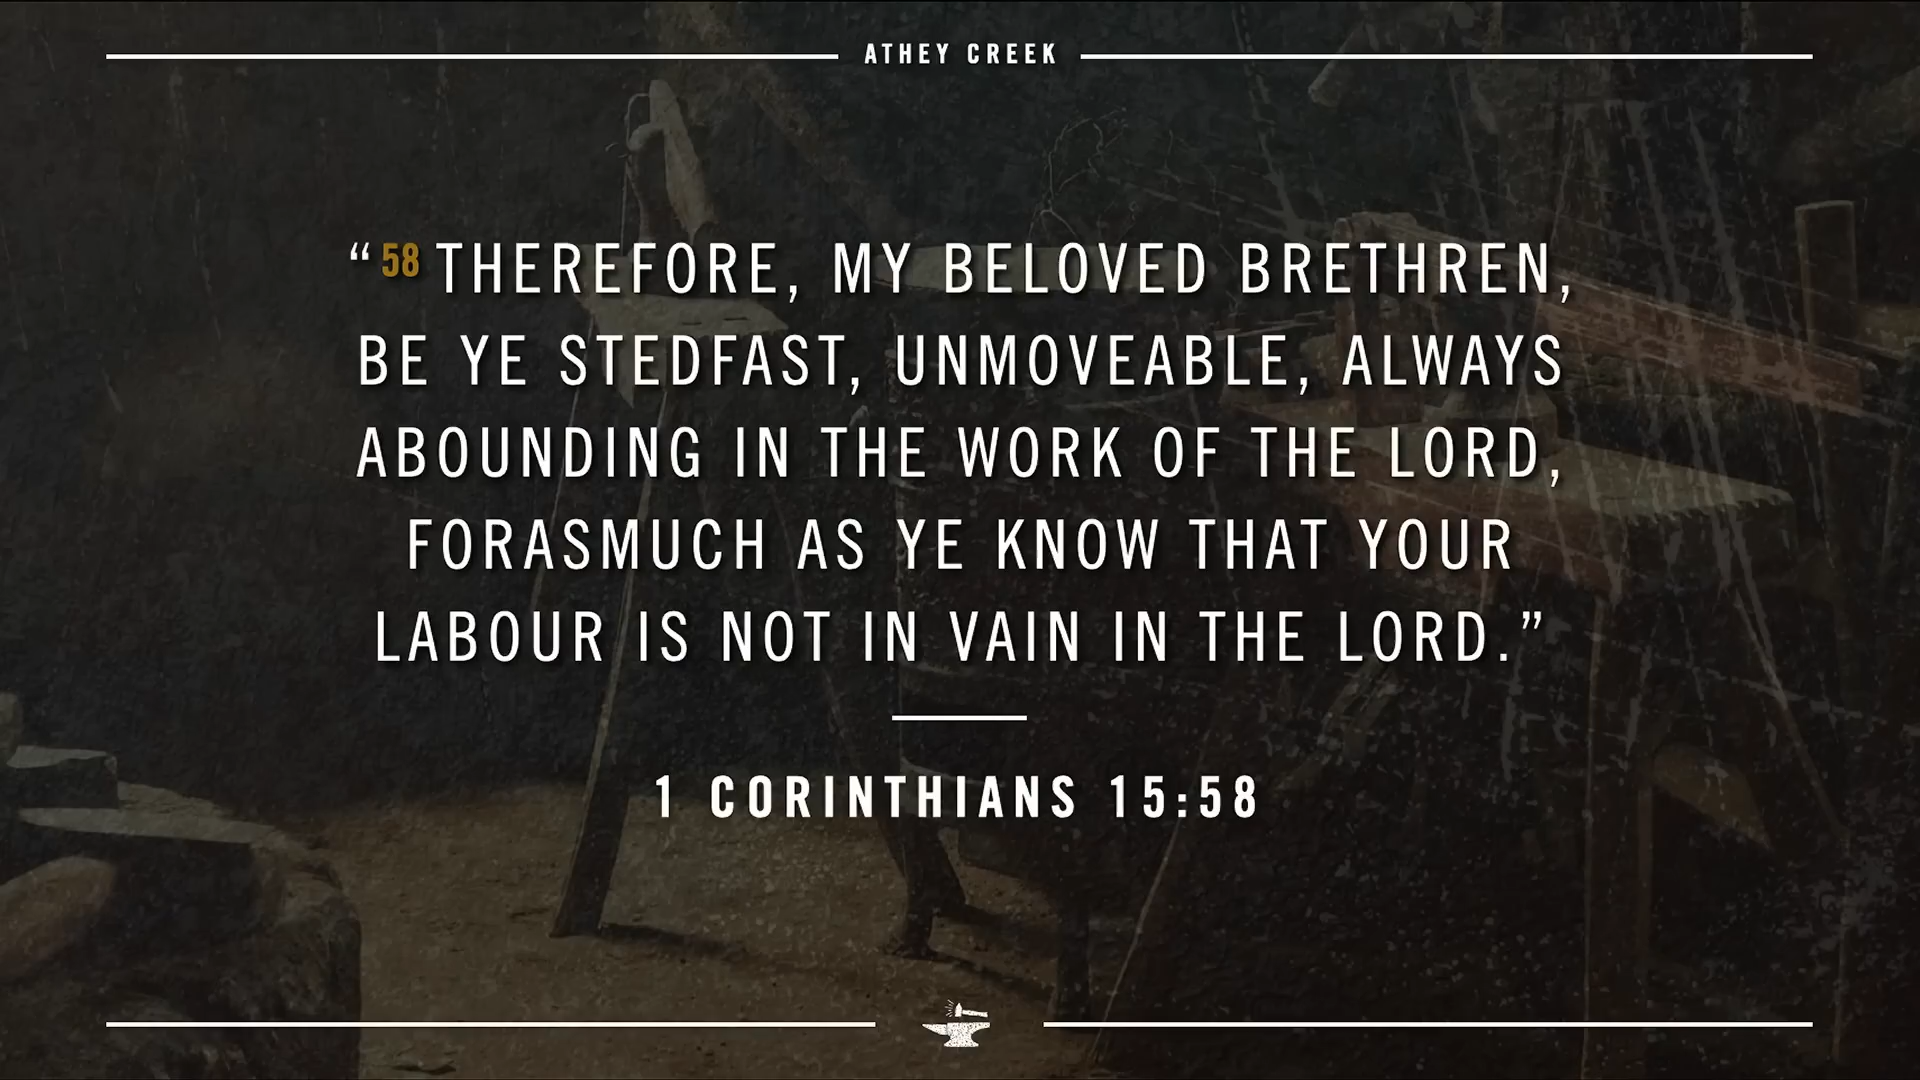 ATHEY CREEK
“58 THEREFORE, MY BELOVED BRETHREN,
BE YE STEDFAST, UNMOVEABLE, ALWAYS
ABOUNDING IN THE WORK OF THE LORD,
FORASMUCH AS YE KNOW THAT YOUR
LABOUR IS NOT IN VAIN IN THE LORD.”
1 CORINTHIANS 15:58